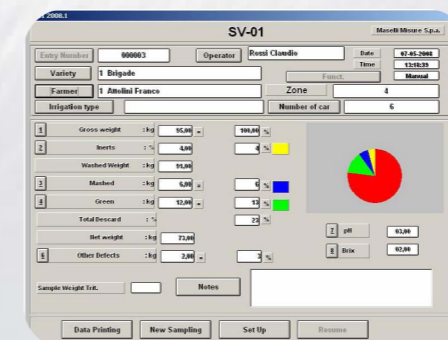 2008.1
SV-01
Maselli Misure S.p.a.
Entry Number 000003 Operator Rossi Claudio Date 07-05-2008
Time 13:18:39
Variety 1 Brigade Funct. Manual
Farmer 1 Attolini Franco Zone 4
Irrigation type Number of car 6
1 Gross weight : kg 95,00 = 100,00 %
2 Inerts : % 4,00 4 %
Washed Weight : kg 91,00
3 Mashed : kg 6,00 = 6 %
4 Green : kg 12,00 = 13 %
Total Descard : % 23 %
Net weight : kg 73,00
6 Other Defects : kg 2,00 = 3 %
7 pH 03,00
8 Brix 02,00
Sample Weight Trit. Notes
Data Printing New Sampling Set Up Resume